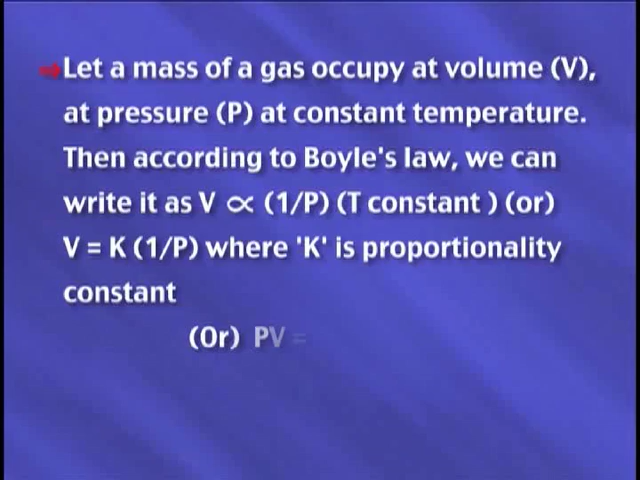 ⇒Let a mass of a gas occupy at volume (V),
at pressure (P) at constant temperature.
Then according to Boyle's law, we can
write it as V ∝ (1/P) (T constant ) (or)
V = K (1/P) where 'K' is proportionality
constant
(Or) PV =